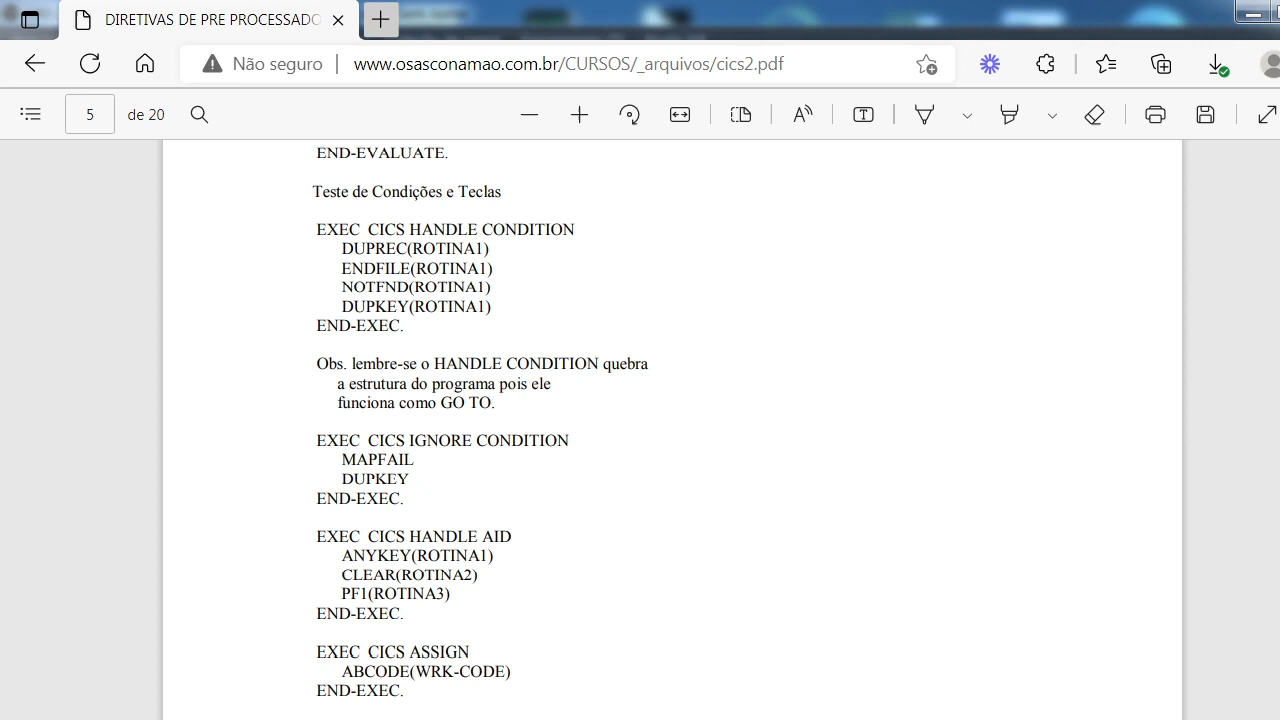 DIRETIVAS DE PRE PROCESSADO
Não seguro www.osasconamao.com.br/CURSOS/_arquivos/cics2.pdf
5 de 20
END-EVALUATE.
Teste de Condições e Teclas
EXEC CICS HANDLE CONDITION
DUPREC(ROTINA1)
ENDFILE(ROTINA1)
NOTFND(ROTINA1)
DUPKEY(ROTINA1)
END-EXEC.
Obs. lembre-se o HANDLE CONDITION quebra
a estrutura do programa pois ele
funciona como GO TO.
EXEC CICS IGNORE CONDITION
MAPFAIL
DUPKEY
END-EXEC.
EXEC CICS HANDLE AID
ANYKEY(ROTINA1)
CLEAR(ROTINA2)
PF1(ROTINA3)
END-EXEC.
EXEC CICS ASSIGN
ABCODE(WRK-CODE)
END-EXEC.